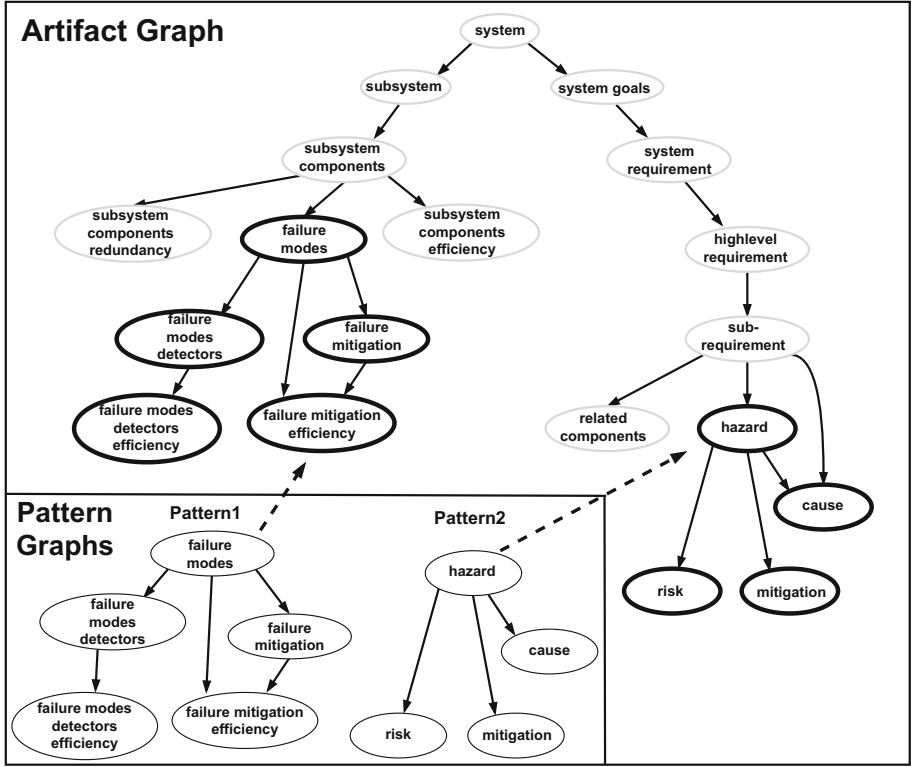 Artifact Graph
system
subsystem
system goals
subsystem
components
system
requirement
subsystem
components
redundancy
failure
modes
subsystem
components
efficiency
highlevel
requirement
failure
modes
detectors
failure
mitigation
sub-
requirement
failure modes
detectors
efficiency
failure mitigation
efficiency
related
components
hazard
cause
risk
mitigation
Pattern
Graphs
Pattern1
failure
modes
failure
modes
detectors
failure
mitigation
failure modes
detectors
efficiency
failure mitigation
efficiency
Pattern2
hazard
cause
risk
mitigation